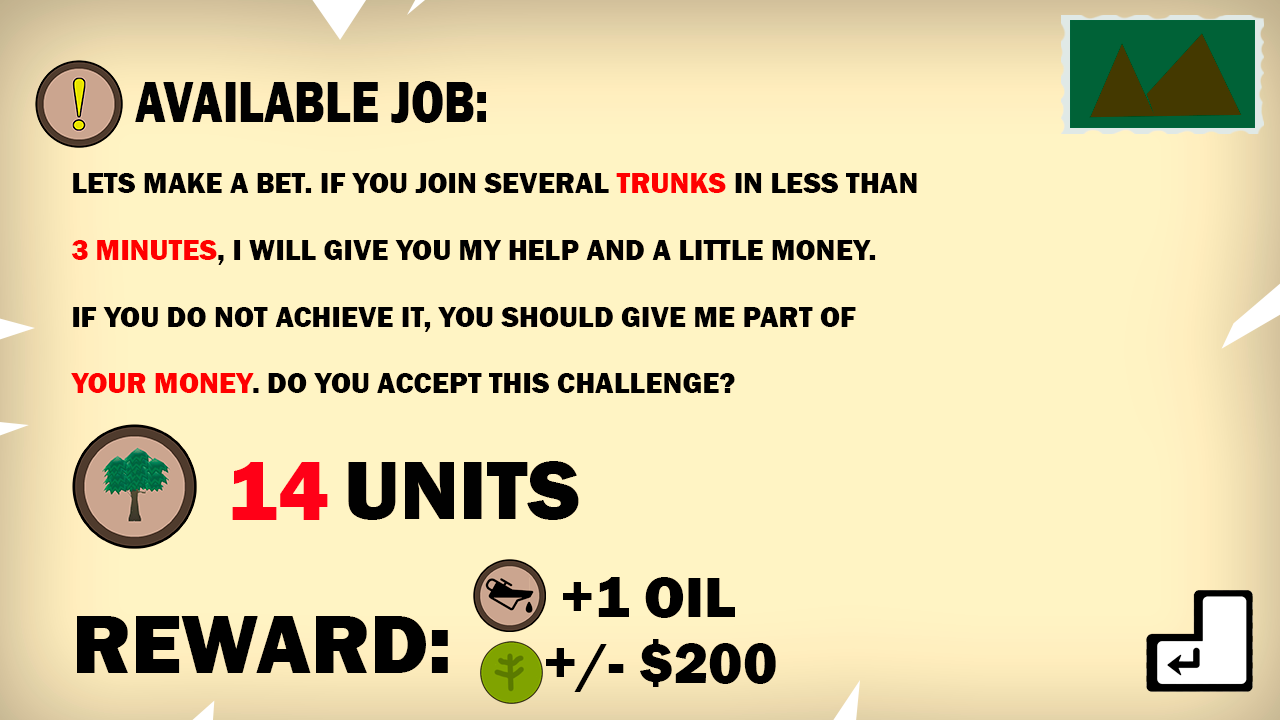 AVAILABLE JOB:
LETS MAKE A BET. IF YOU JOIN SEVERAL TRUNKS IN LESS THAN
3 MINUTES, I WILL GIVE YOU MY HELP AND A LITTLE MONEY.
IF YOU DO NOT ACHIEVE IT, YOU SHOULD GIVE ME PART OF
YOUR MONEY. DO YOU ACCEPT THIS CHALLENGE?
14 UNITS
REWARD:
+1 OIL
+/- $200